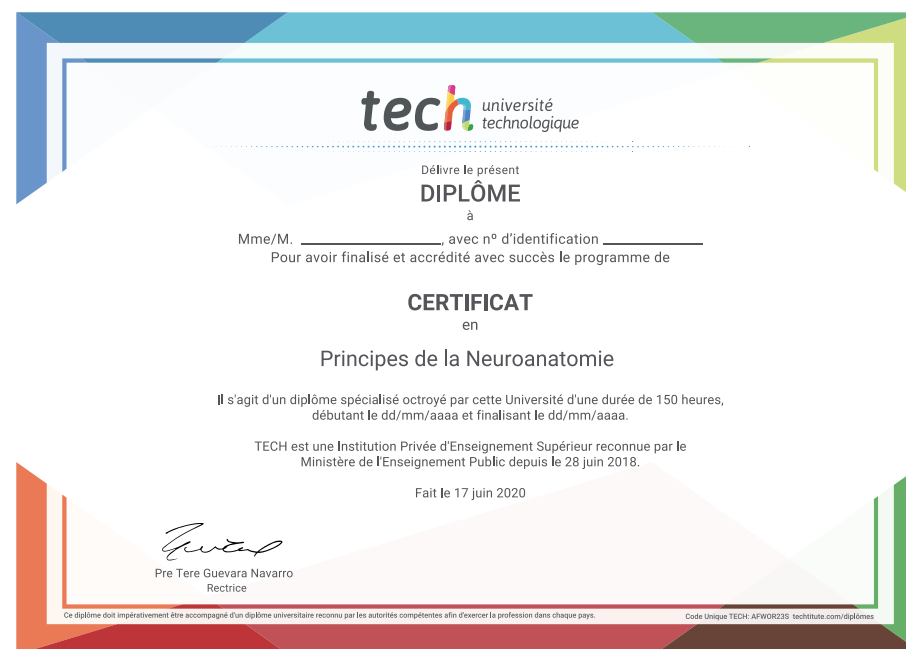 tech université
technologique
Délivre le présent
DIPLÔME
à
Mme/M. ____________________, avec nº d'identification ______________
Pour avoir finalisé et accrédité avec succès le programme de
CERTIFICAT
en
Principes de la Neuroanatomie
Il s'agit d'un diplôme spécialisé octroyé par cette Université d'une durée de 150 heures,
débutant le dd/mm/aaaa et finalisant le dd/mm/aaaa.
TECH est une Institution Privée d'Enseignement Supérieur reconnue par le
Ministère de l'Enseignement Public depuis le 28 juin 2018.
Fait le 17 juin 2020
Pre Tere Guevara Navarro
Rectrice
Ce diplôme doit impérativement être accompagné d'un diplôme universitaire reconnu par les autorités compétentes afin d'exercer la profession dans chaque pays.
Code Unique TECH: AFWOR23S techtitute.com/diplômes